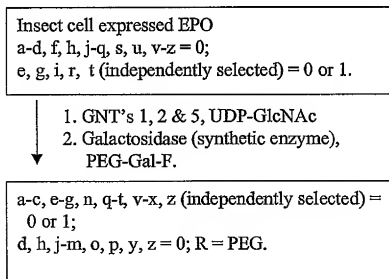 Insect cell expressed EPO
a-d, f, h, j-q, s, u, v-z = 0;
e, g, i, r, t (independently selected) = 0 or 1.
1. GNT's 1, 2 & 5, UDP-GlcNAc
2. Galactosidase (synthetic enzyme),
PEG-Gal-F.
a-c, e-g, n, q-t, v-x, z (independently selected) =
0 or 1;
d, h, j-m, o, p, y, z = 0; R = PEG.